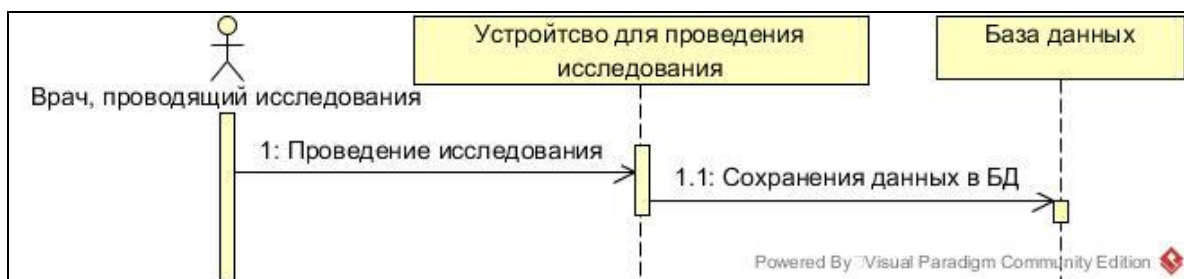 Устройтсво для проведения
исследования
База данных
Врач, проводящий исследования
1: Проведение исследования
1.1: Сохранения данных в БД
Powered By Visual Paradigm Community Edition